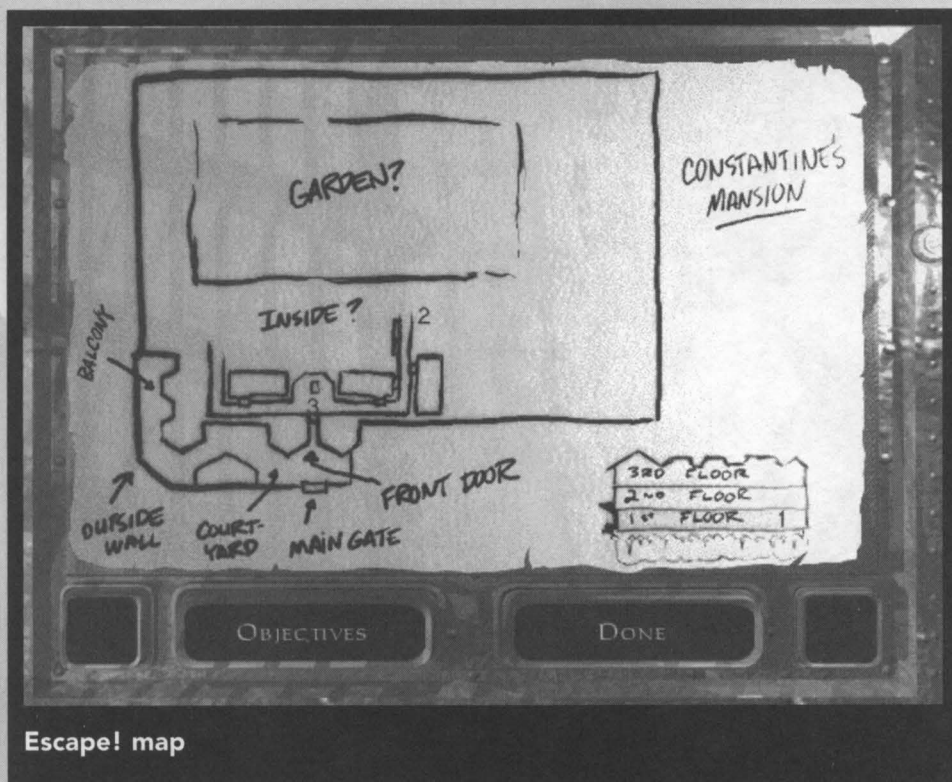 CONSTANTINE'S
MANSION
GARDEN?
INSIDE?
2
BALCONY
3
FRONT DOOR
OUTSIDE
WALL
COURT-
YARD
MAIN GATE
3RD FLOOR
2ND FLOOR
1ST FLOOR 1
OBJECTIVES
DONE
Escape! map